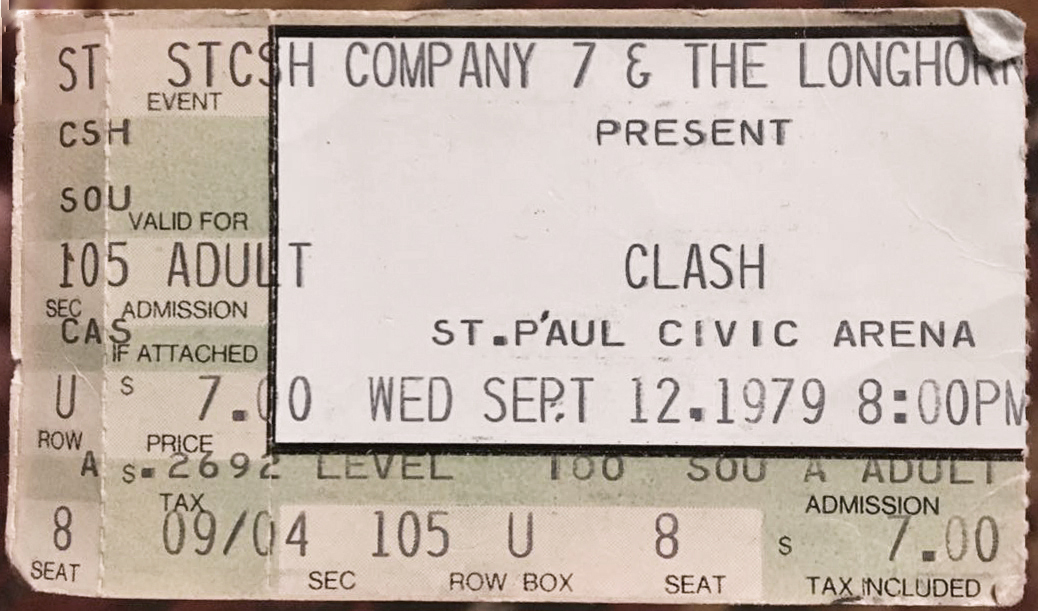 ST STCSH COMPANY 7 & THE LONGHORN
EVENT
CSH PRESENT
SOU
VALID FOR
105 ADULT CLASH
SEC ADMISSION
CAS ST.P'AUL CIVIC ARENA
IF ATTACHED
U $ 7.00 WED SEPT 12.1979 8:00PM
ROW PRICE
A $.2692 LEVEL 100 SOU A ADULT
TAX ADMISSION
8 09/04 105 U 8 $ 7.00
SEAT SEC ROW BOX SEAT TAX INCLUDED